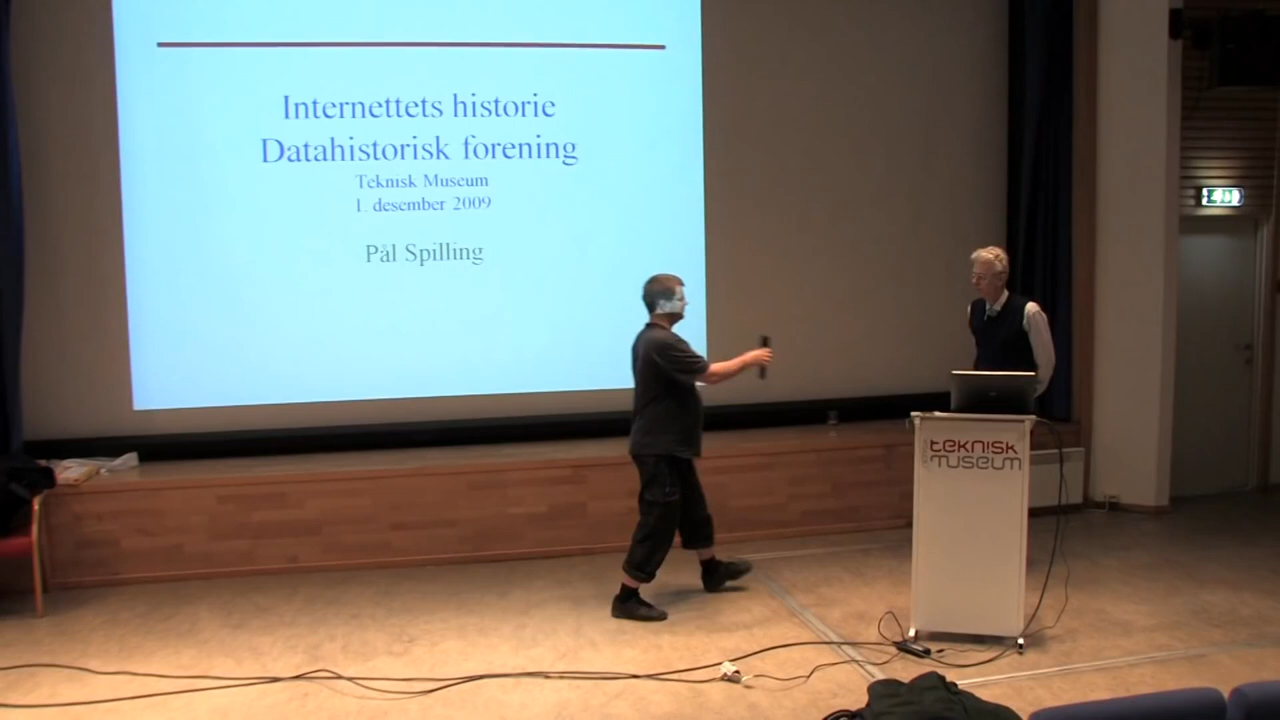 Internettets historie
Datahistorisk forening
Teknisk Museum
1. desember 2009
Pål Spilling
teknisk
museum